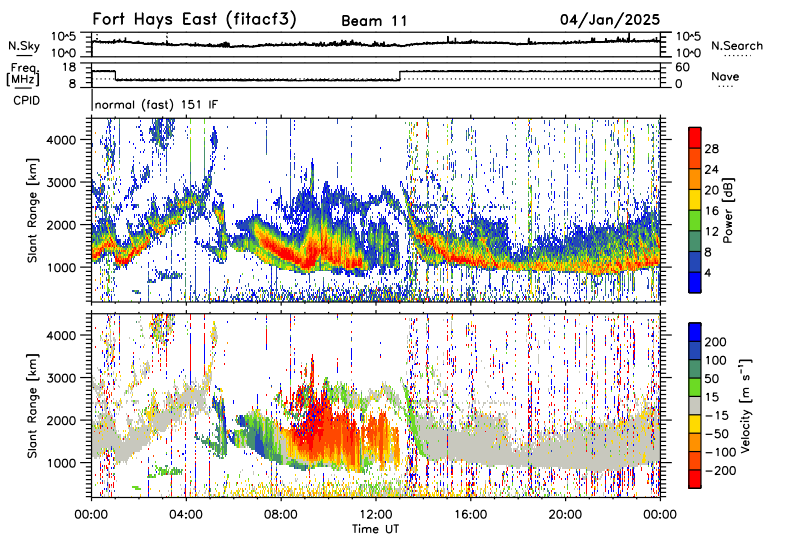 Fort Hays East (fitacf3) Beam 11 04/Jan/2025
N.Sky 10^-5 10^-5 N.Search
10^-0 10^-0
Freq. [MHz] 18 60 Nave
8 0
CPID normal (fast) 151 IF
Slant Range [km] 4000 3000 2000 1000
Power [dB] 28 24 20 16 12 8 4
Slant Range [km] 4000 3000 2000 1000
Velocity [m s⁻¹] 200 100 50 15 −15 −50 −100 −200
00:00 04:00 08:00 12:00 16:00 20:00 00:00
Time UT